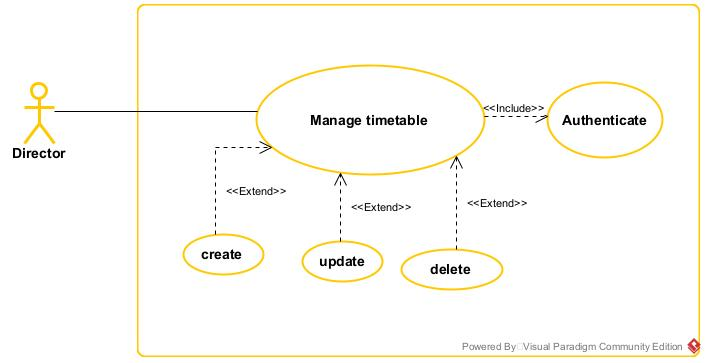 Manage timetable
<<Include>>
Authenticate
Director
<<Extend>>
<<Extend>>
<<Extend>>
create
update
delete
Powered By Visual Paradigm Community Edition